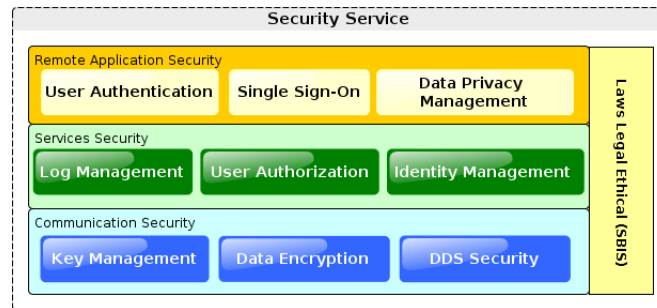 Security Service
Remote Application Security
User Authentication
Single Sign-On
Data Privacy
Management
Services Security
Log Management
User Authorization
Identity Management
Communication Security
Key Management
Data Encryption
DDS Security
Laws Legal Ethical (SBIS)